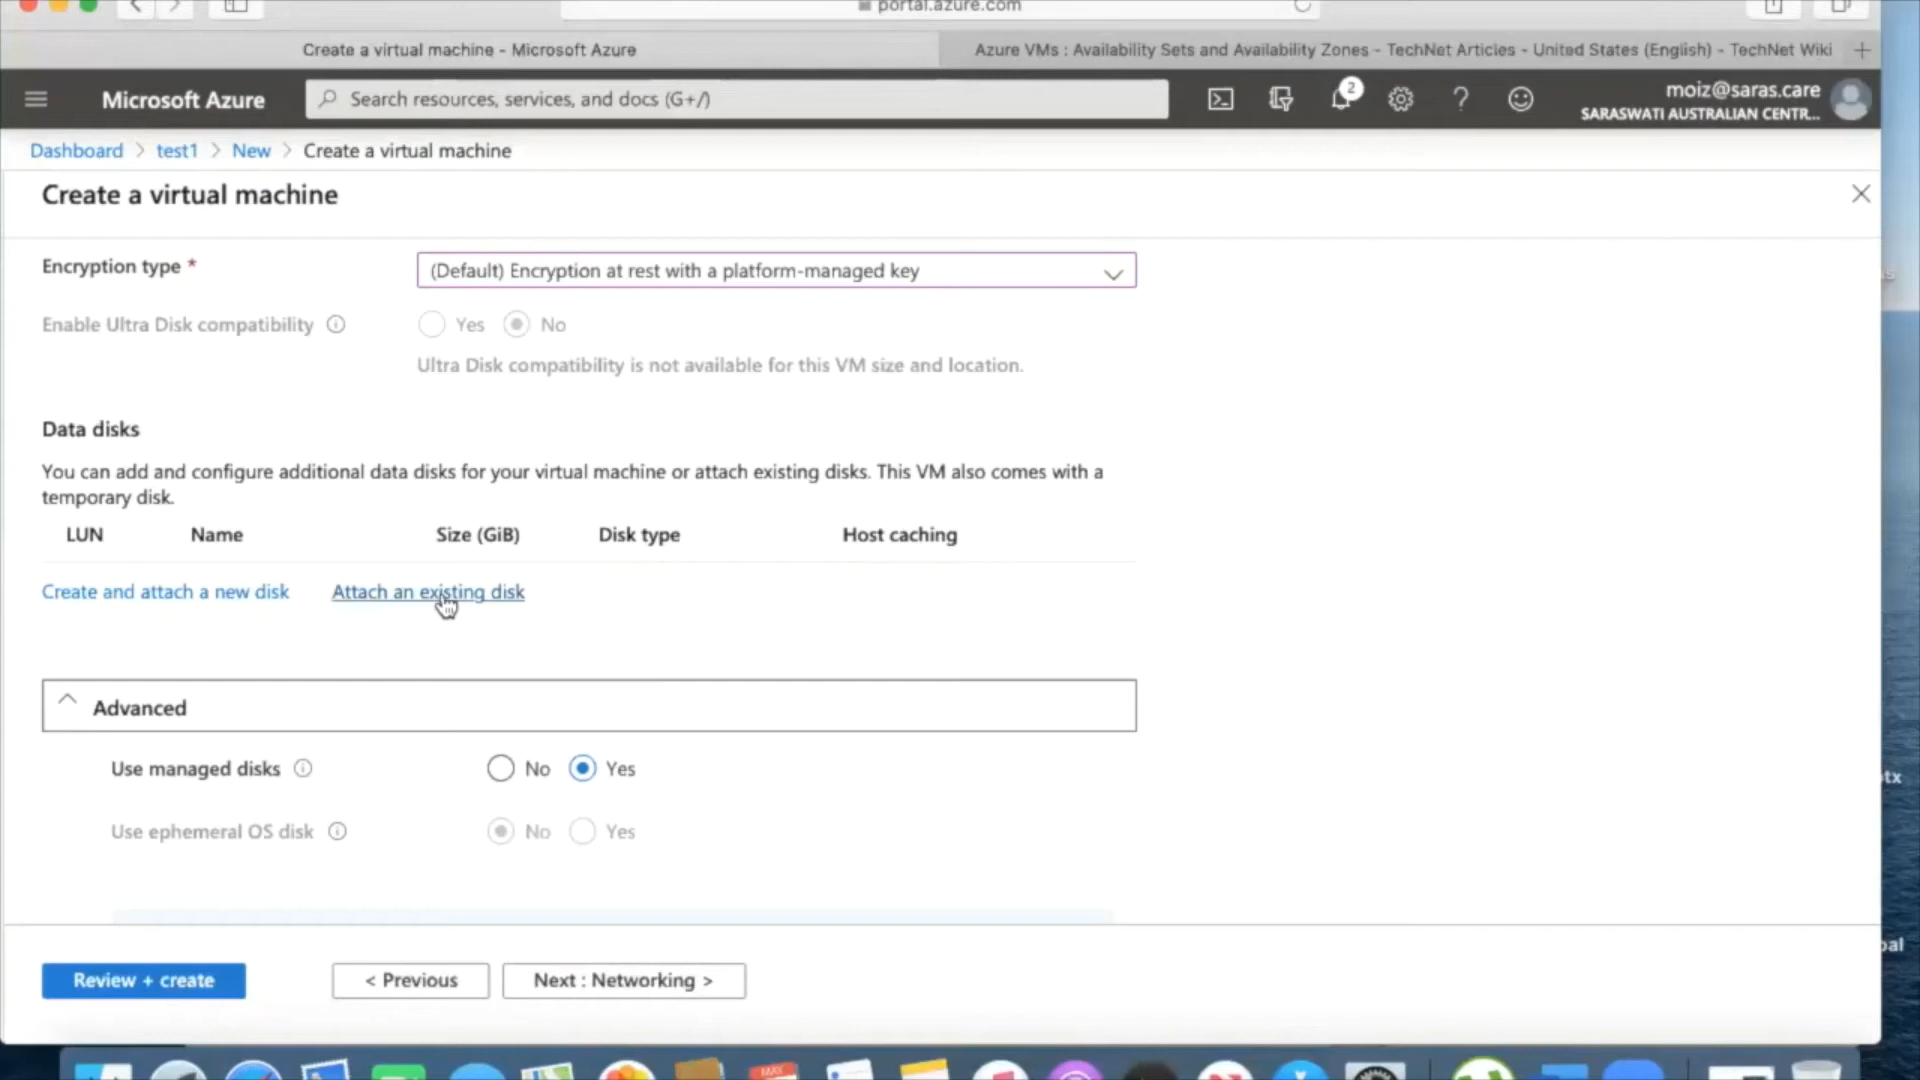 portal.azure.com
Create a virtual machine - Microsoft Azure
Azure VMs : Availability Sets and Availability Zones - TechNet Articles - United States (English) - TechNet Wiki
Microsoft Azure
Search resources, services, and docs (G+/)
2
moiz@saras.care
SARASWATI AUSTRALIAN CENTR...
Dashboard > test1 > New > Create a virtual machine
Create a virtual machine
Encryption type *
(Default) Encryption at rest with a platform-managed key
Enable Ultra Disk compatibility
Yes
No
Ultra Disk compatibility is not available for this VM size and location.
Data disks
You can add and configure additional data disks for your virtual machine or attach existing disks. This VM also comes with a
temporary disk.
LUN Name Size (GiB) Disk type Host caching
Create and attach a new disk
Attach an existing disk
Advanced
Use managed disks
No
Yes
tx
Use ephemeral OS disk
No
Yes
Review + create
< Previous
Next : Networking >
MAY